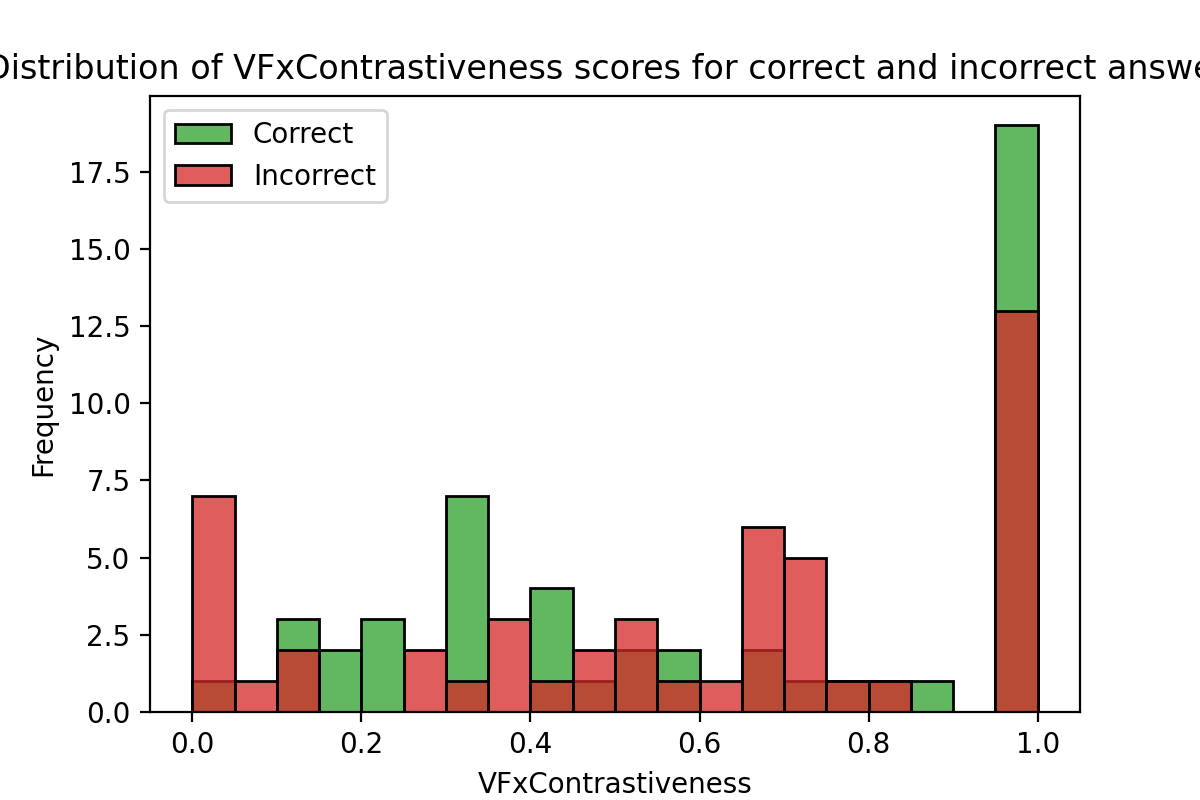 Distribution of VFxContrastiveness scores for correct and incorrect answe
Correct
Incorrect
17.5
15.0
12.5
10.0
7.5
5.0
2.5
0.0
Frequency
0.0 0.2 0.4 0.6 0.8 1.0
VFxContrastiveness